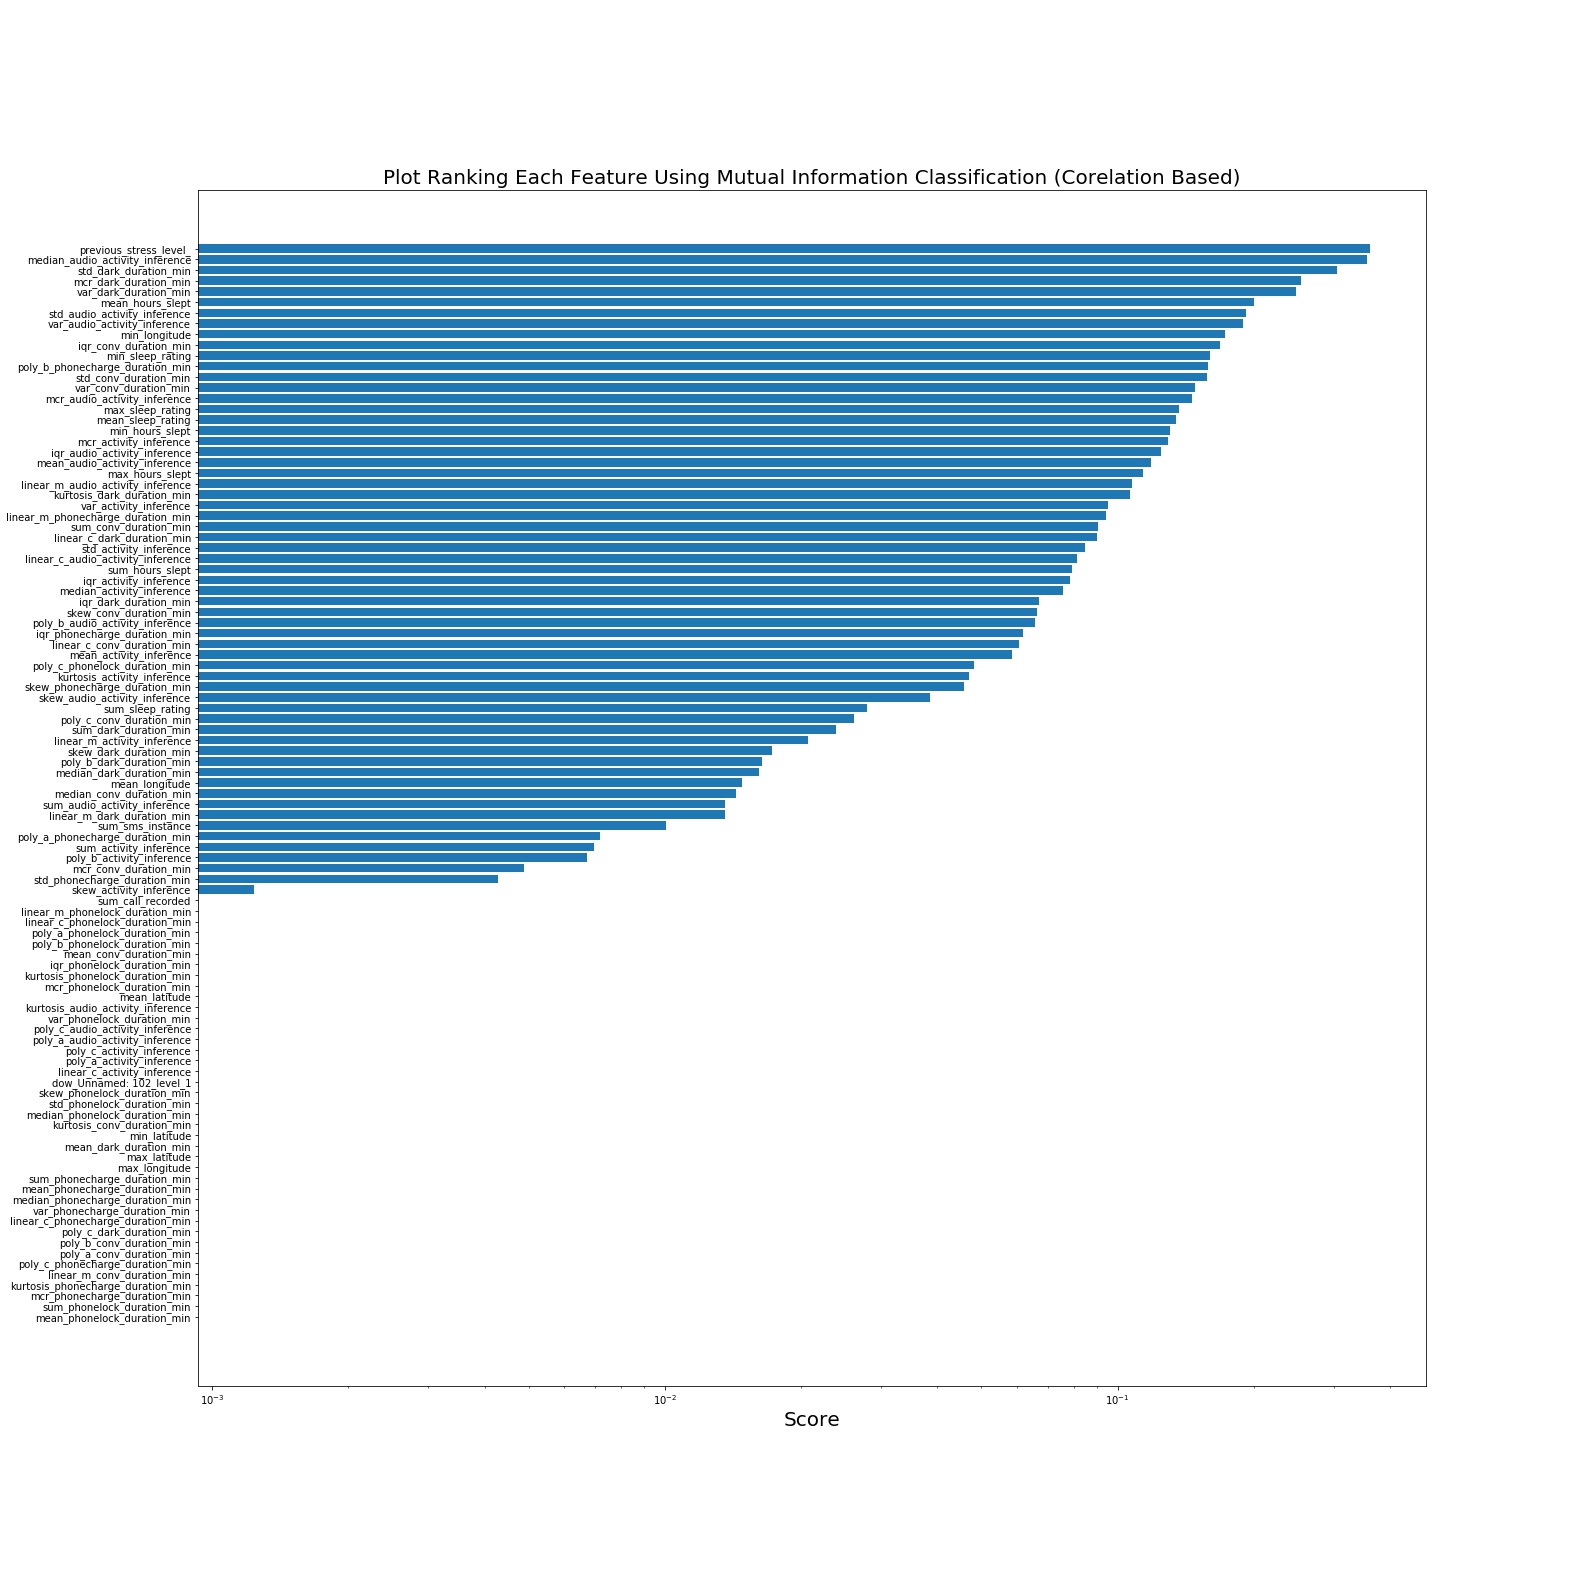 Plot Ranking Each Feature Using Mutual Information Classification (Corelation Based)
previous_stress_level_
median_audio_activity_inference
std_dark_duration_min
mcr_dark_duration_min
var_dark_duration_min
mean_hours_slept
std_audio_activity_inference
var_audio_activity_inference
min_longitude
iqr_conv_duration_min
min_sleep_rating
poly_b_phonecharge_duration_min
std_conv_duration_min
var_conv_duration_min
mcr_audio_activity_inference
max_sleep_rating
mean_sleep_rating
min_hours_slept
mcr_activity_inference
iqr_audio_activity_inference
mean_audio_activity_inference
max_hours_slept
linear_m_audio_activity_inference
kurtosis_dark_duration_min
var_activity_inference
linear_m_phonecharge_duration_min
sum_conv_duration_min
linear_c_dark_duration_min
std_activity_inference
linear_c_audio_activity_inference
sum_hours_slept
iqr_activity_inference
median_activity_inference
iqr_dark_duration_min
skew_conv_duration_min
poly_b_audio_activity_inference
iqr_phonecharge_duration_min
linear_c_conv_duration_min
mean_activity_inference
poly_c_phonelock_duration_min
kurtosis_activity_inference
skew_phonecharge_duration_min
skew_audio_activity_inference
sum_sleep_rating
poly_c_conv_duration_min
sum_dark_duration_min
linear_m_activity_inference
skew_dark_duration_min
poly_b_dark_duration_min
median_dark_duration_min
mean_longitude
median_conv_duration_min
sum_audio_activity_inference
linear_m_dark_duration_min
sum_sms_instance
poly_a_phonecharge_duration_min
sum_activity_inference
poly_b_activity_inference
mcr_conv_duration_min
std_phonecharge_duration_min
skew_activity_inference
sum_call_recorded
linear_m_phonelock_duration_min
linear_c_phonelock_duration_min
poly_a_phonelock_duration_min
poly_b_phonelock_duration_min
mean_conv_duration_min
iqr_phonelock_duration_min
kurtosis_phonelock_duration_min
mcr_phonelock_duration_min
mean_latitude
kurtosis_audio_activity_inference
var_phonelock_duration_min
poly_c_audio_activity_inference
poly_a_audio_activity_inference
poly_c_activity_inference
poly_a_activity_inference
linear_c_activity_inference
dow_Unnamed: 102_level_1
skew_phonelock_duration_min
std_phonelock_duration_min
median_phonelock_duration_min
kurtosis_conv_duration_min
min_latitude
mean_dark_duration_min
max_latitude
max_longitude
sum_phonecharge_duration_min
mean_phonecharge_duration_min
median_phonecharge_duration_min
var_phonecharge_duration_min
linear_c_phonecharge_duration_min
poly_c_dark_duration_min
poly_b_conv_duration_min
poly_a_conv_duration_min
poly_c_phonecharge_duration_min
linear_m_conv_duration_min
kurtosis_phonecharge_duration_min
mcr_phonecharge_duration_min
sum_phonelock_duration_min
mean_phonelock_duration_min
10⁻³ 10⁻² 10⁻¹
Score